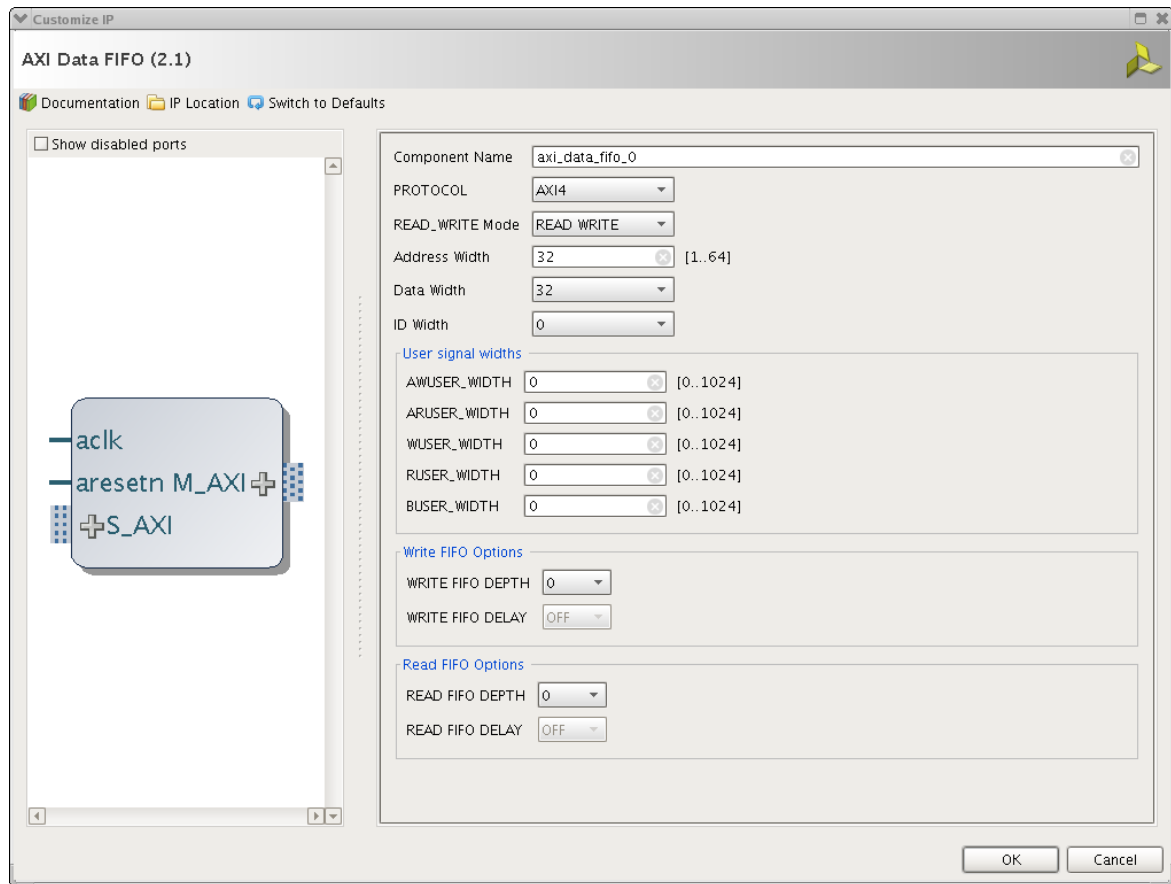 Customize IP
AXI Data FIFO (2.1)
Documentation IP Location Switch to Defaults
Show disabled ports
aclk
aresetn M_AXI
S_AXI
Component Name axi_data_fifo_0
PROTOCOL AXI4
READ_WRITE Mode READ WRITE
Address Width 32 [1..64]
Data Width 32
ID Width 0
User signal widths
AWUSER_WIDTH 0 [0..1024]
ARUSER_WIDTH 0 [0..1024]
WUSER_WIDTH 0 [0..1024]
RUSER_WIDTH 0 [0..1024]
BUSER_WIDTH 0 [0..1024]
Write FIFO Options
WRITE FIFO DEPTH 0
WRITE FIFO DELAY OFF
Read FIFO Options
READ FIFO DEPTH 0
READ FIFO DELAY OFF
OK Cancel